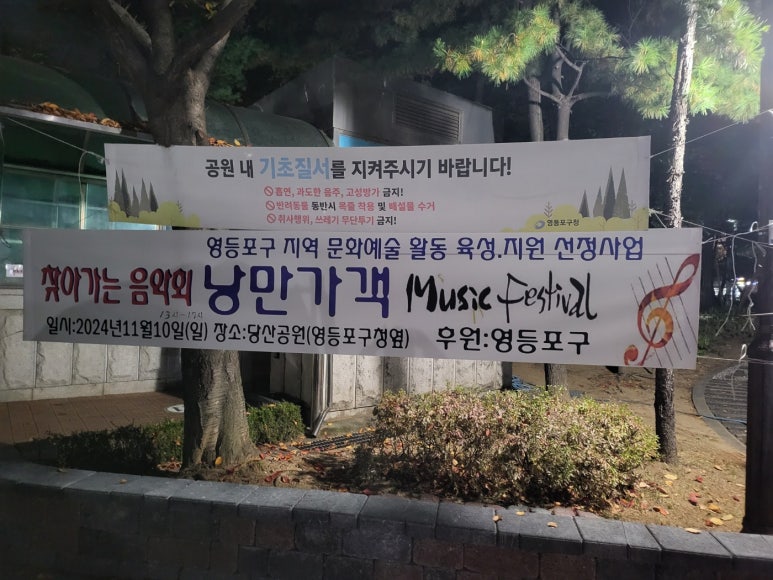 공원 내 기초질서를 지켜주시기 바랍니다!
흡연, 과도한 음주, 고성방가 금지!
반려동물 동반시 목줄 착용 및 배설물 수거
취사행위, 쓰레기 무단투기 금지!
영등포구청
영등포구 지역 문화예술 활동 육성.지원 선정사업
찾아가는 음악회 낭만가객 Music Festival
13시~17시
일시:2024년11월10일(일) 장소:당산공원(영등포구청옆) 후원:영등포구